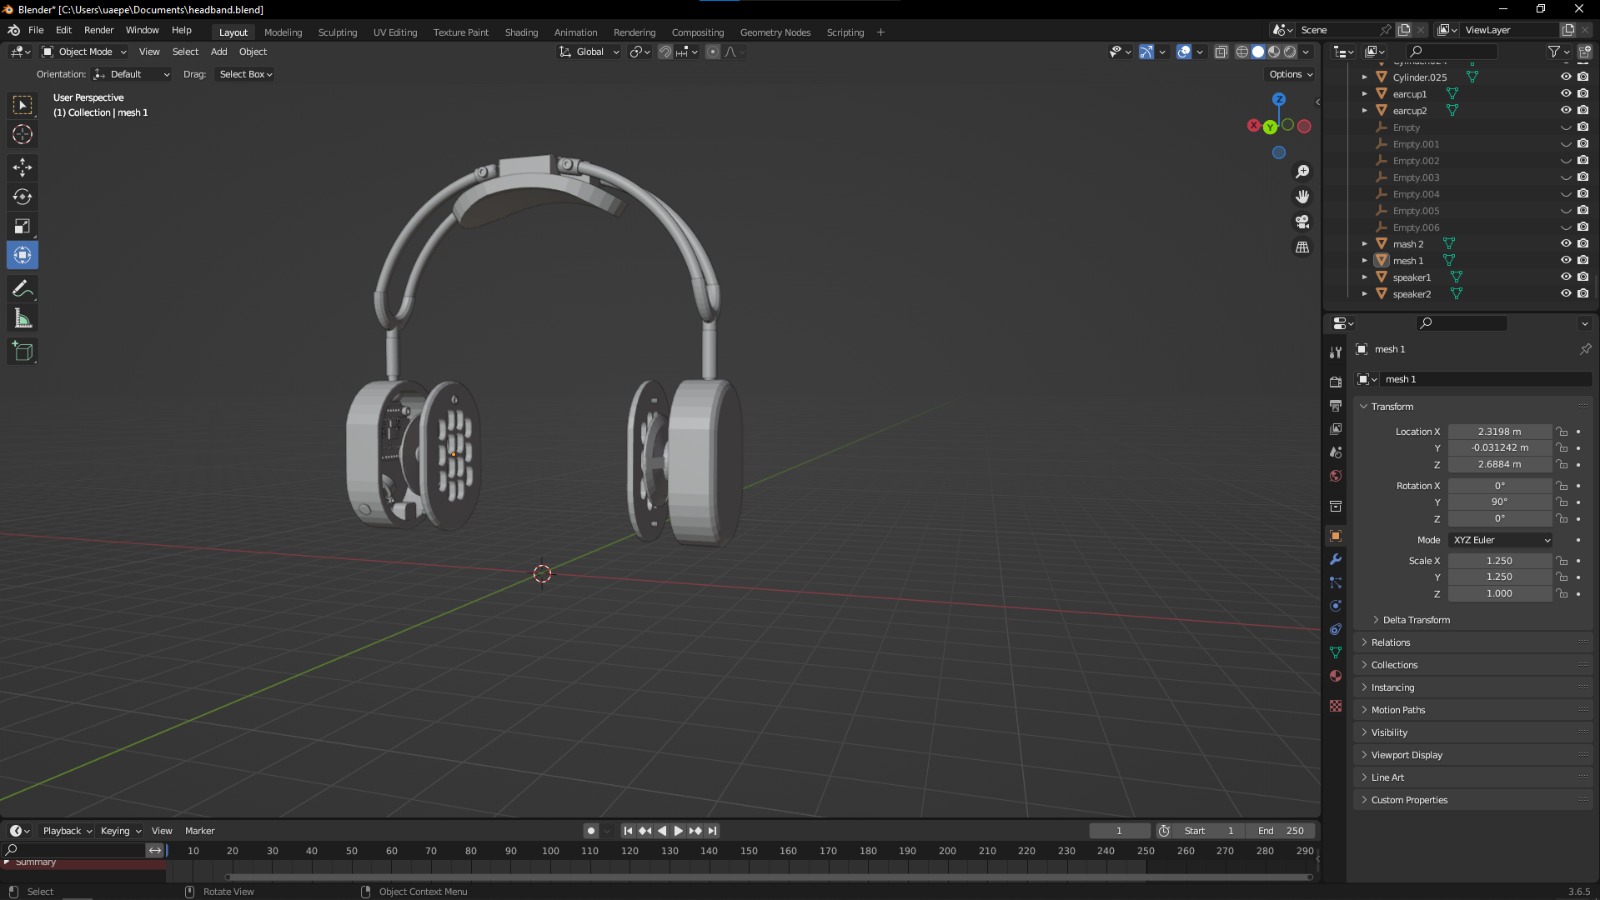 Blender* [C:\Users\uaepe\Documents\headband.blend]
File Edit Render Window Help Layout Modeling Sculpting UV Editing Texture Paint Shading Animation Rendering Compositing Geometry Nodes Scripting + Scene ViewLayer
Object Mode View Select Add Object Global
Orientation: Default Drag: Select Box Options
User Perspective
(1) Collection | mesh 1
Z
X
Y
Cylinder.025
earcup1
earcup2
Empty
Empty.001
Empty.002
Empty.003
Empty.004
Empty.005
Empty.006
mash 2
mesh 1
speaker1
speaker2
mesh 1
mesh 1
Transform
Location X 2.3198 m
Y -0.031242 m
Z 2.6884 m
Rotation X 0°
Y 90°
Z 0°
Mode XYZ Euler
Scale X 1.250
Y 1.250
Z 1.000
Delta Transform
Relations
Collections
Instancing
Motion Paths
Visibility
Viewport Display
Line Art
Custom Properties
Playback Keying View Marker 1 Start 1 End 250
10 20 30 40 50 60 70 80 90 100 110 120 130 140 150 160 170 180 190 200 210 220 230 240 250 260 270 280 290
Summary
Select Rotate View Object Context Menu 3.6.5